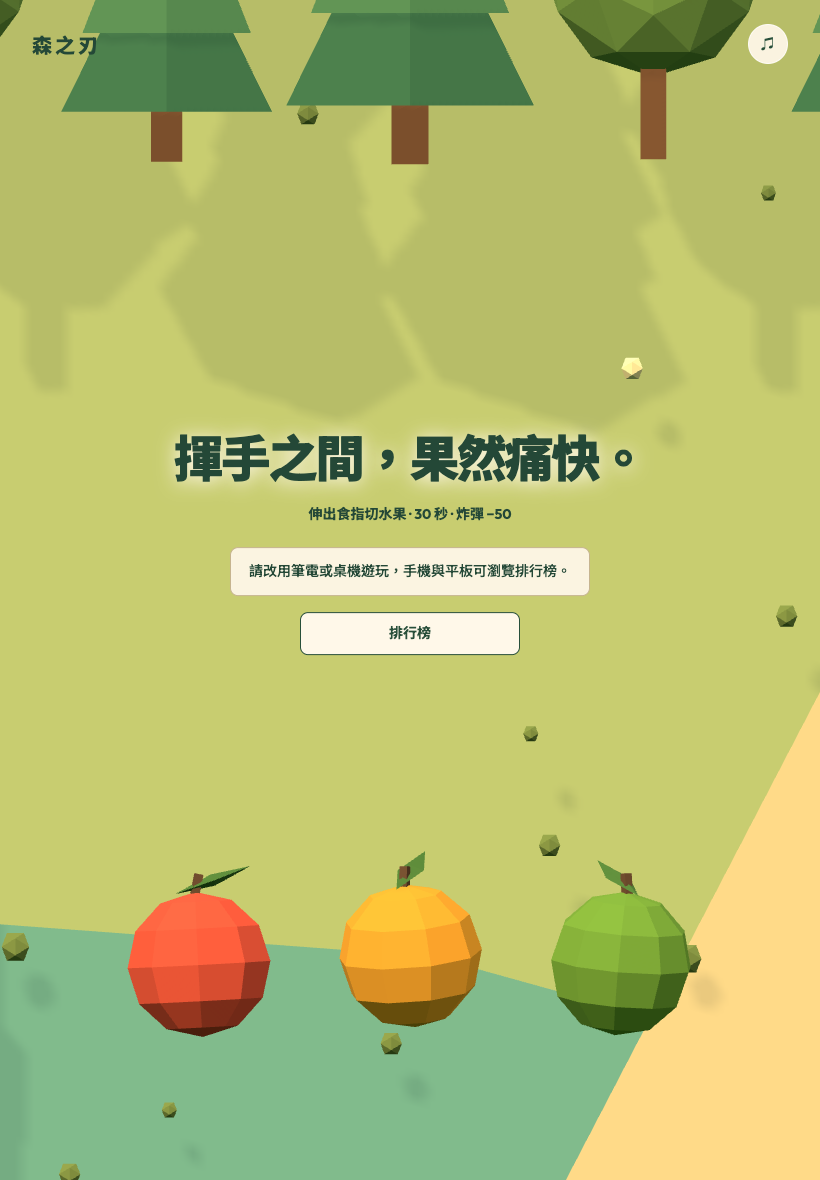 森之刃
♫
揮手之間，果然痛快。
伸出食指切水果·30 秒·炸彈 −50
請改用筆電或桌機遊玩，手機與平板可瀏覽排行榜。
排行榜